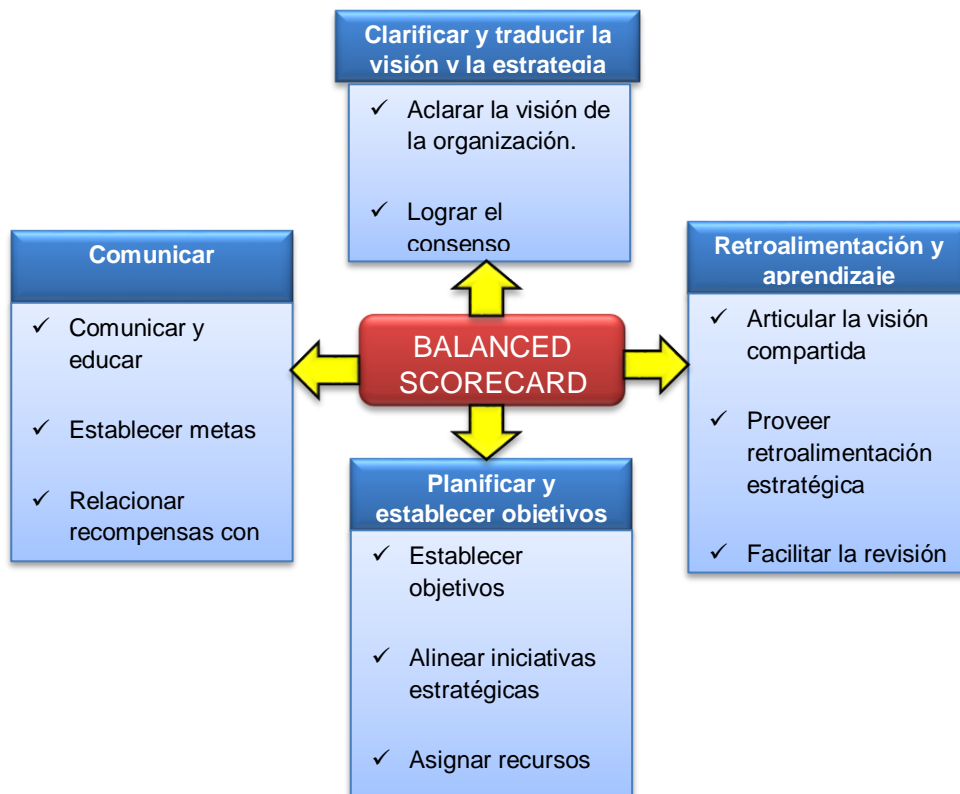 Clarificar y traducir la
visión y la estrategia
✓ Aclarar la visión de
la organización.
✓ Lograr el
consenso
Comunicar
✓ Comunicar y
educar
✓ Establecer metas
✓ Relacionar
recompensas con
BALANCED
SCORECARD
Retroalimentación y
aprendizaje
✓ Articular la visión
compartida
✓ Proveer
retroalimentación
estratégica
✓ Facilitar la revisión
Planificar y
establecer objetivos
✓ Establecer
objetivos
✓ Alinear iniciativas
estratégicas
✓ Asignar recursos